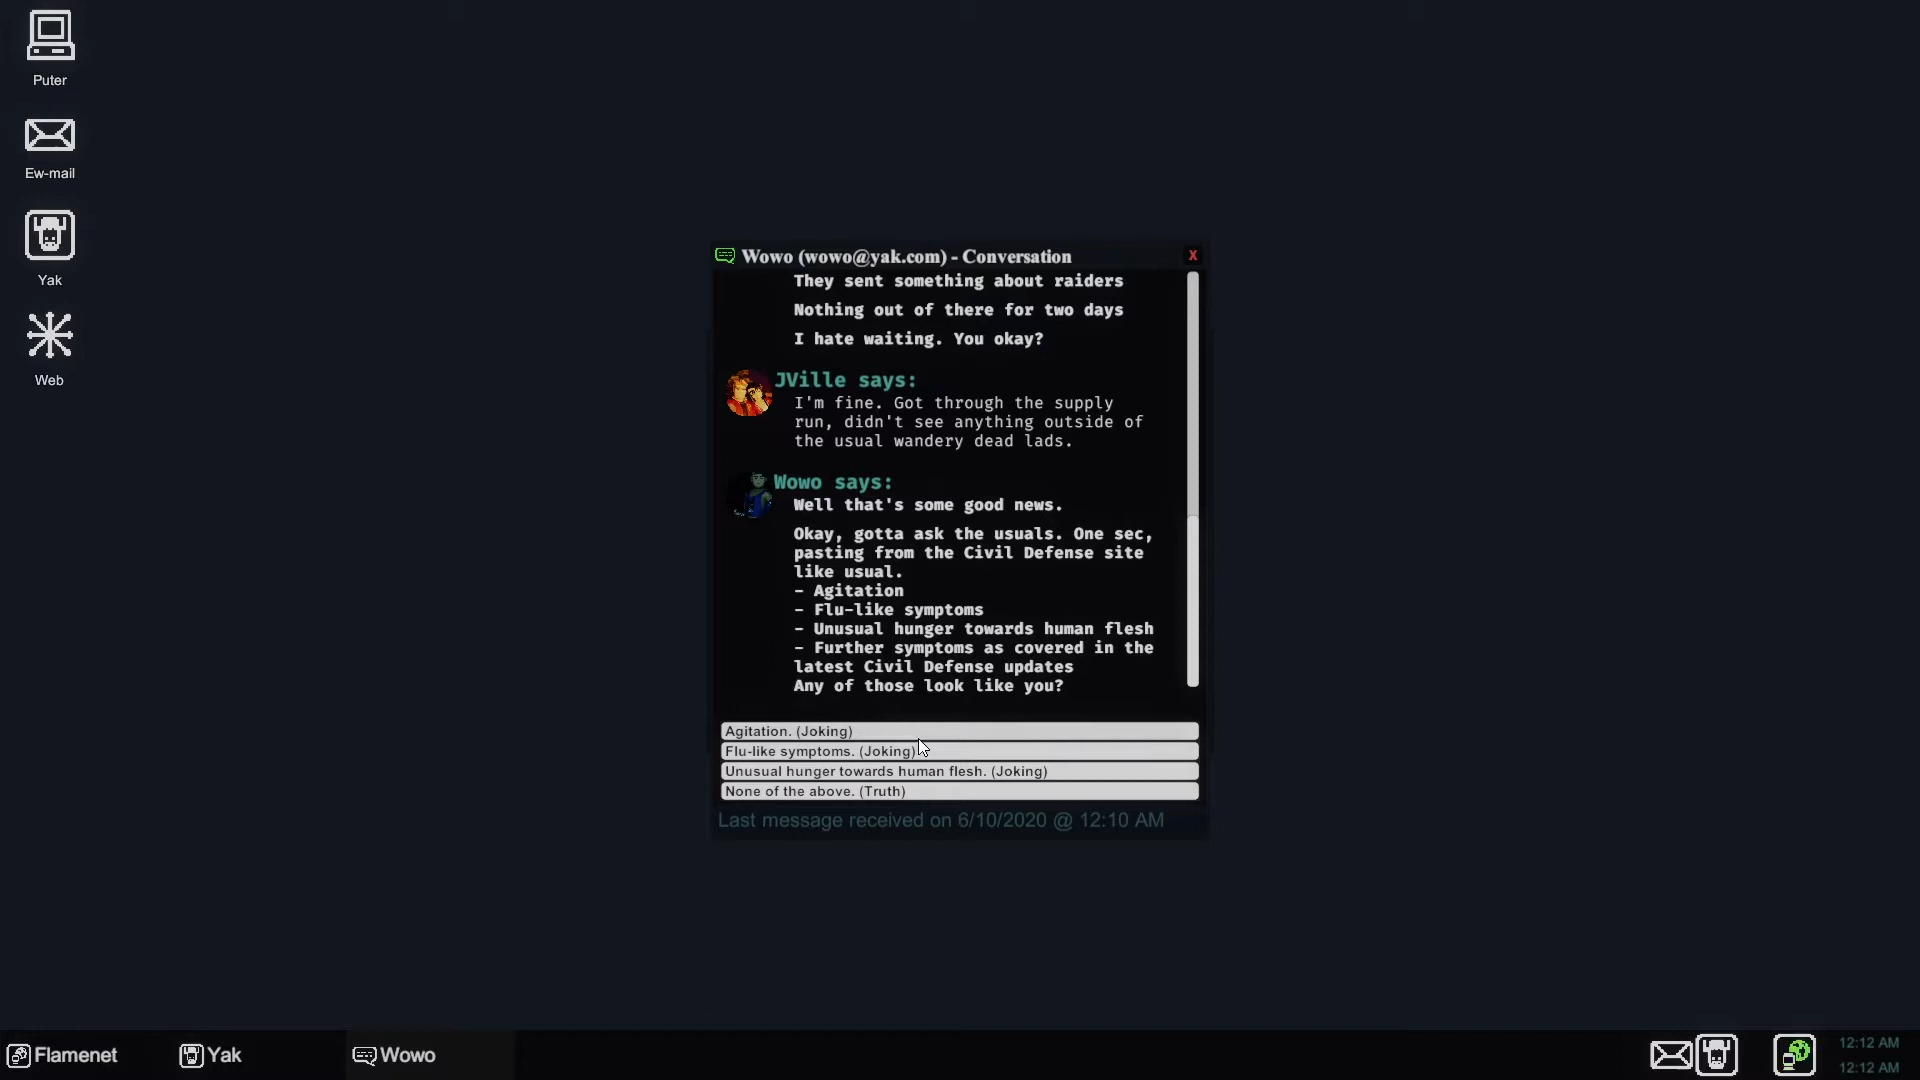 Puter
Ew-mail
Yak
Web
Wowo (wowo@yak.com) - Conversation
X
They sent something about raiders
Nothing out of there for two days
I hate waiting. You okay?
JVille says:
I'm fine. Got through the supply
run, didn't see anything outside of
the usual wandery dead lads.
Wowo says:
Well that's some good news.
Okay, gotta ask the usuals. One sec,
pasting from the Civil Defense site
like usual.
- Agitation
- Flu-like symptoms
- Unusual hunger towards human flesh
- Further symptoms as covered in the
latest Civil Defense updates
Any of those look like you?
Agitation. (Joking)
Flu-like symptoms. (Joking)
Unusual hunger towards human flesh. (Joking)
None of the above. (Truth)
Last message received on 6/10/2020 @ 12:10 AM
Flamenet
Yak
Wowo
12:12 AM
12:12 AM